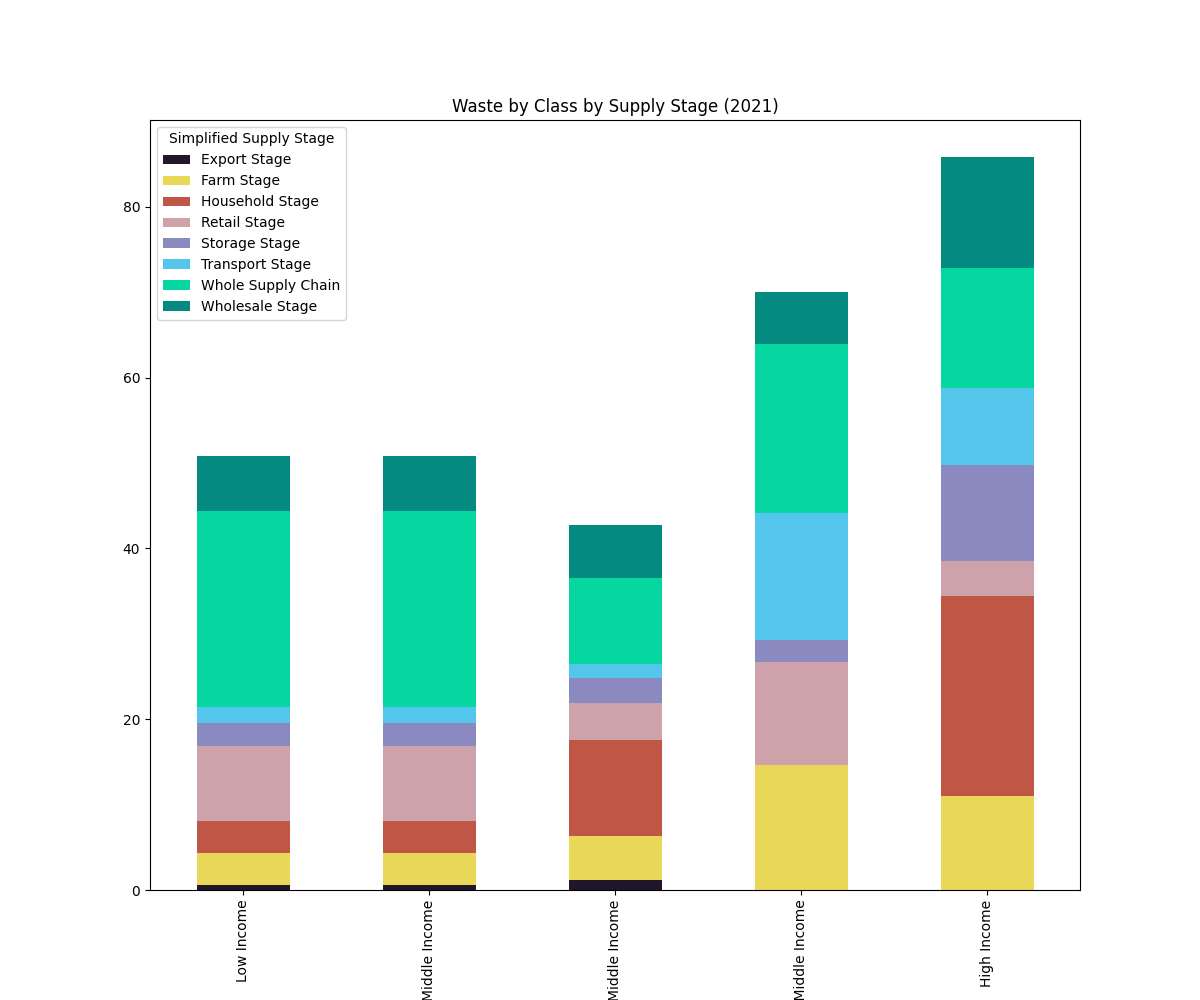 Waste by Class by Supply Stage (2021)
Simplified Supply Stage
Export Stage
Farm Stage
Household Stage
Retail Stage
Storage Stage
Transport Stage
Whole Supply Chain
Wholesale Stage
80
60
40
20
0
Low Income
Middle Income
Middle Income
Middle Income
High Income